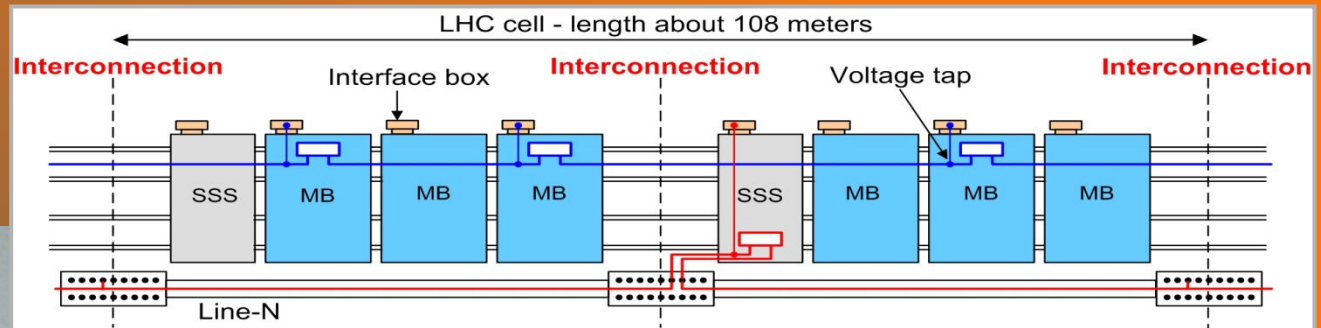 LHC cell - length about 108 meters
Interconnection Interconnection Interconnection
Interface box Voltage tap
SSS MB MB MB SSS MB MB MB
Line-N